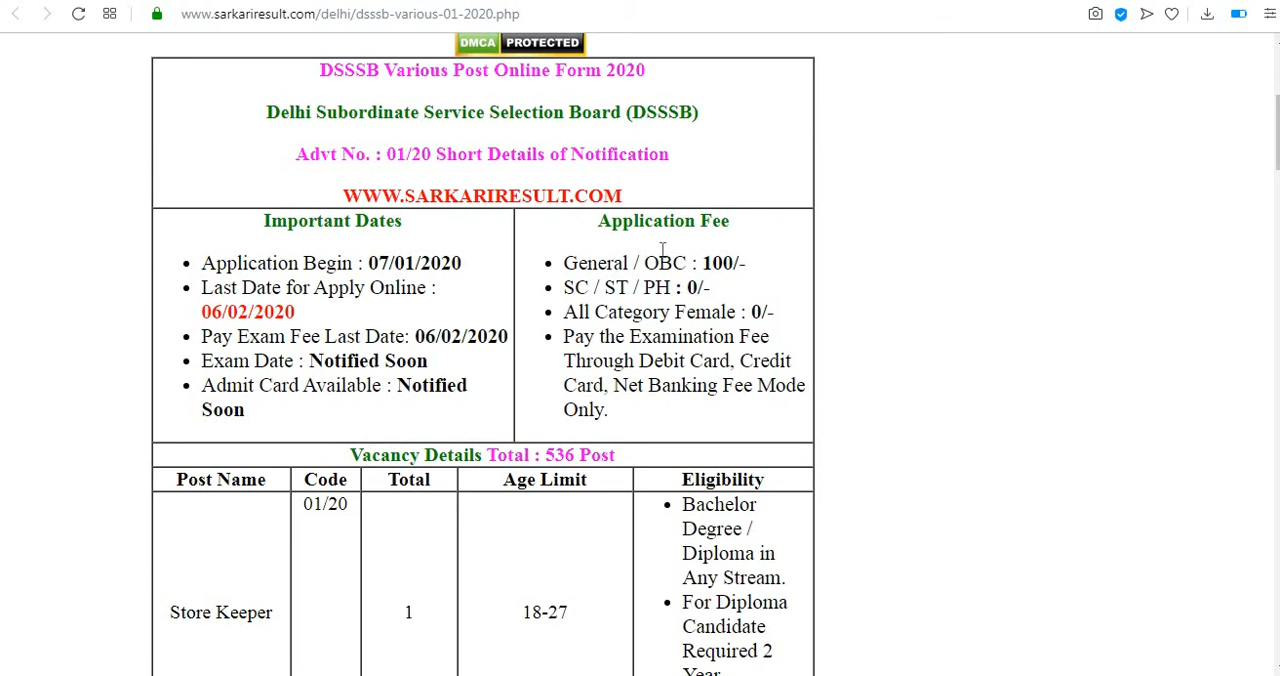 www.sarkariresult.com/delhi/dsssb-various-01-2020.php
DMCA PROTECTED
DSSSB Various Post Online Form 2020
Delhi Subordinate Service Selection Board (DSSSB)
Advt No. : 01/20 Short Details of Notification
WWW.SARKARIRESULT.COM
Important Dates
Application Begin : 07/01/2020
Last Date for Apply Online :
06/02/2020
Pay Exam Fee Last Date: 06/02/2020
Exam Date : Notified Soon
Admit Card Available : Notified
Soon
Application Fee
General / OBC : 100/-
SC / ST / PH : 0/-
All Category Female : 0/-
Pay the Examination Fee
Through Debit Card, Credit
Card, Net Banking Fee Mode
Only.
Vacancy Details Total : 536 Post
Post Name Code Total Age Limit Eligibility
Store Keeper
01/20
1
18-27
Bachelor
Degree /
Diploma in
Any Stream.
For Diploma
Candidate
Required 2
Year